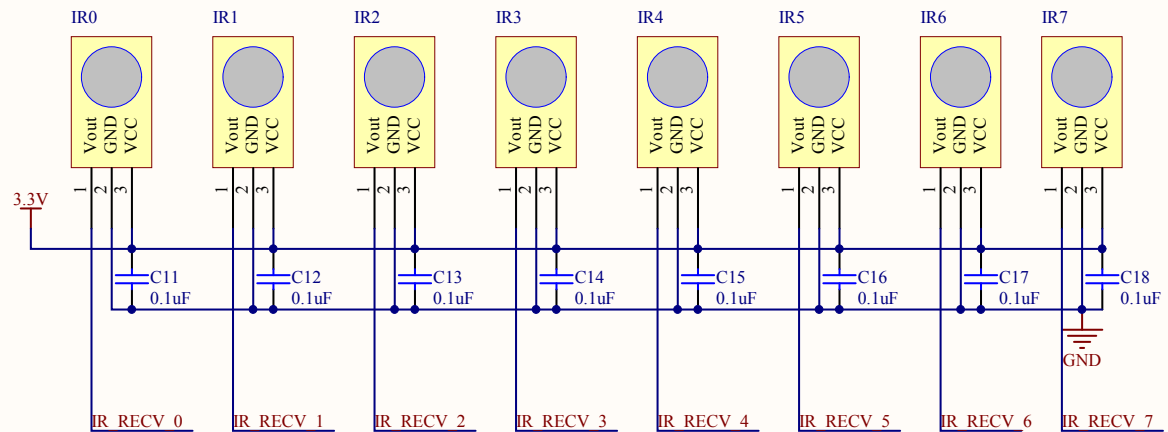 IR0 IR1 IR2 IR3 IR4 IR5 IR6 IR7
Vout GND VCC Vout GND VCC Vout GND VCC Vout GND VCC Vout GND VCC Vout GND VCC Vout GND VCC Vout GND VCC
1 2 3 1 2 3 1 2 3 1 2 3 1 2 3 1 2 3 1 2 3 1 2 3
3.3V
C11 C12 C13 C14 C15 C16 C17 C18
0.1uF 0.1uF 0.1uF 0.1uF 0.1uF 0.1uF 0.1uF 0.1uF
GND
IR_RECV_0 IR_RECV_1 IR_RECV_2 IR_RECV_3 IR_RECV_4 IR_RECV_5 IR_RECV_6 IR_RECV_7